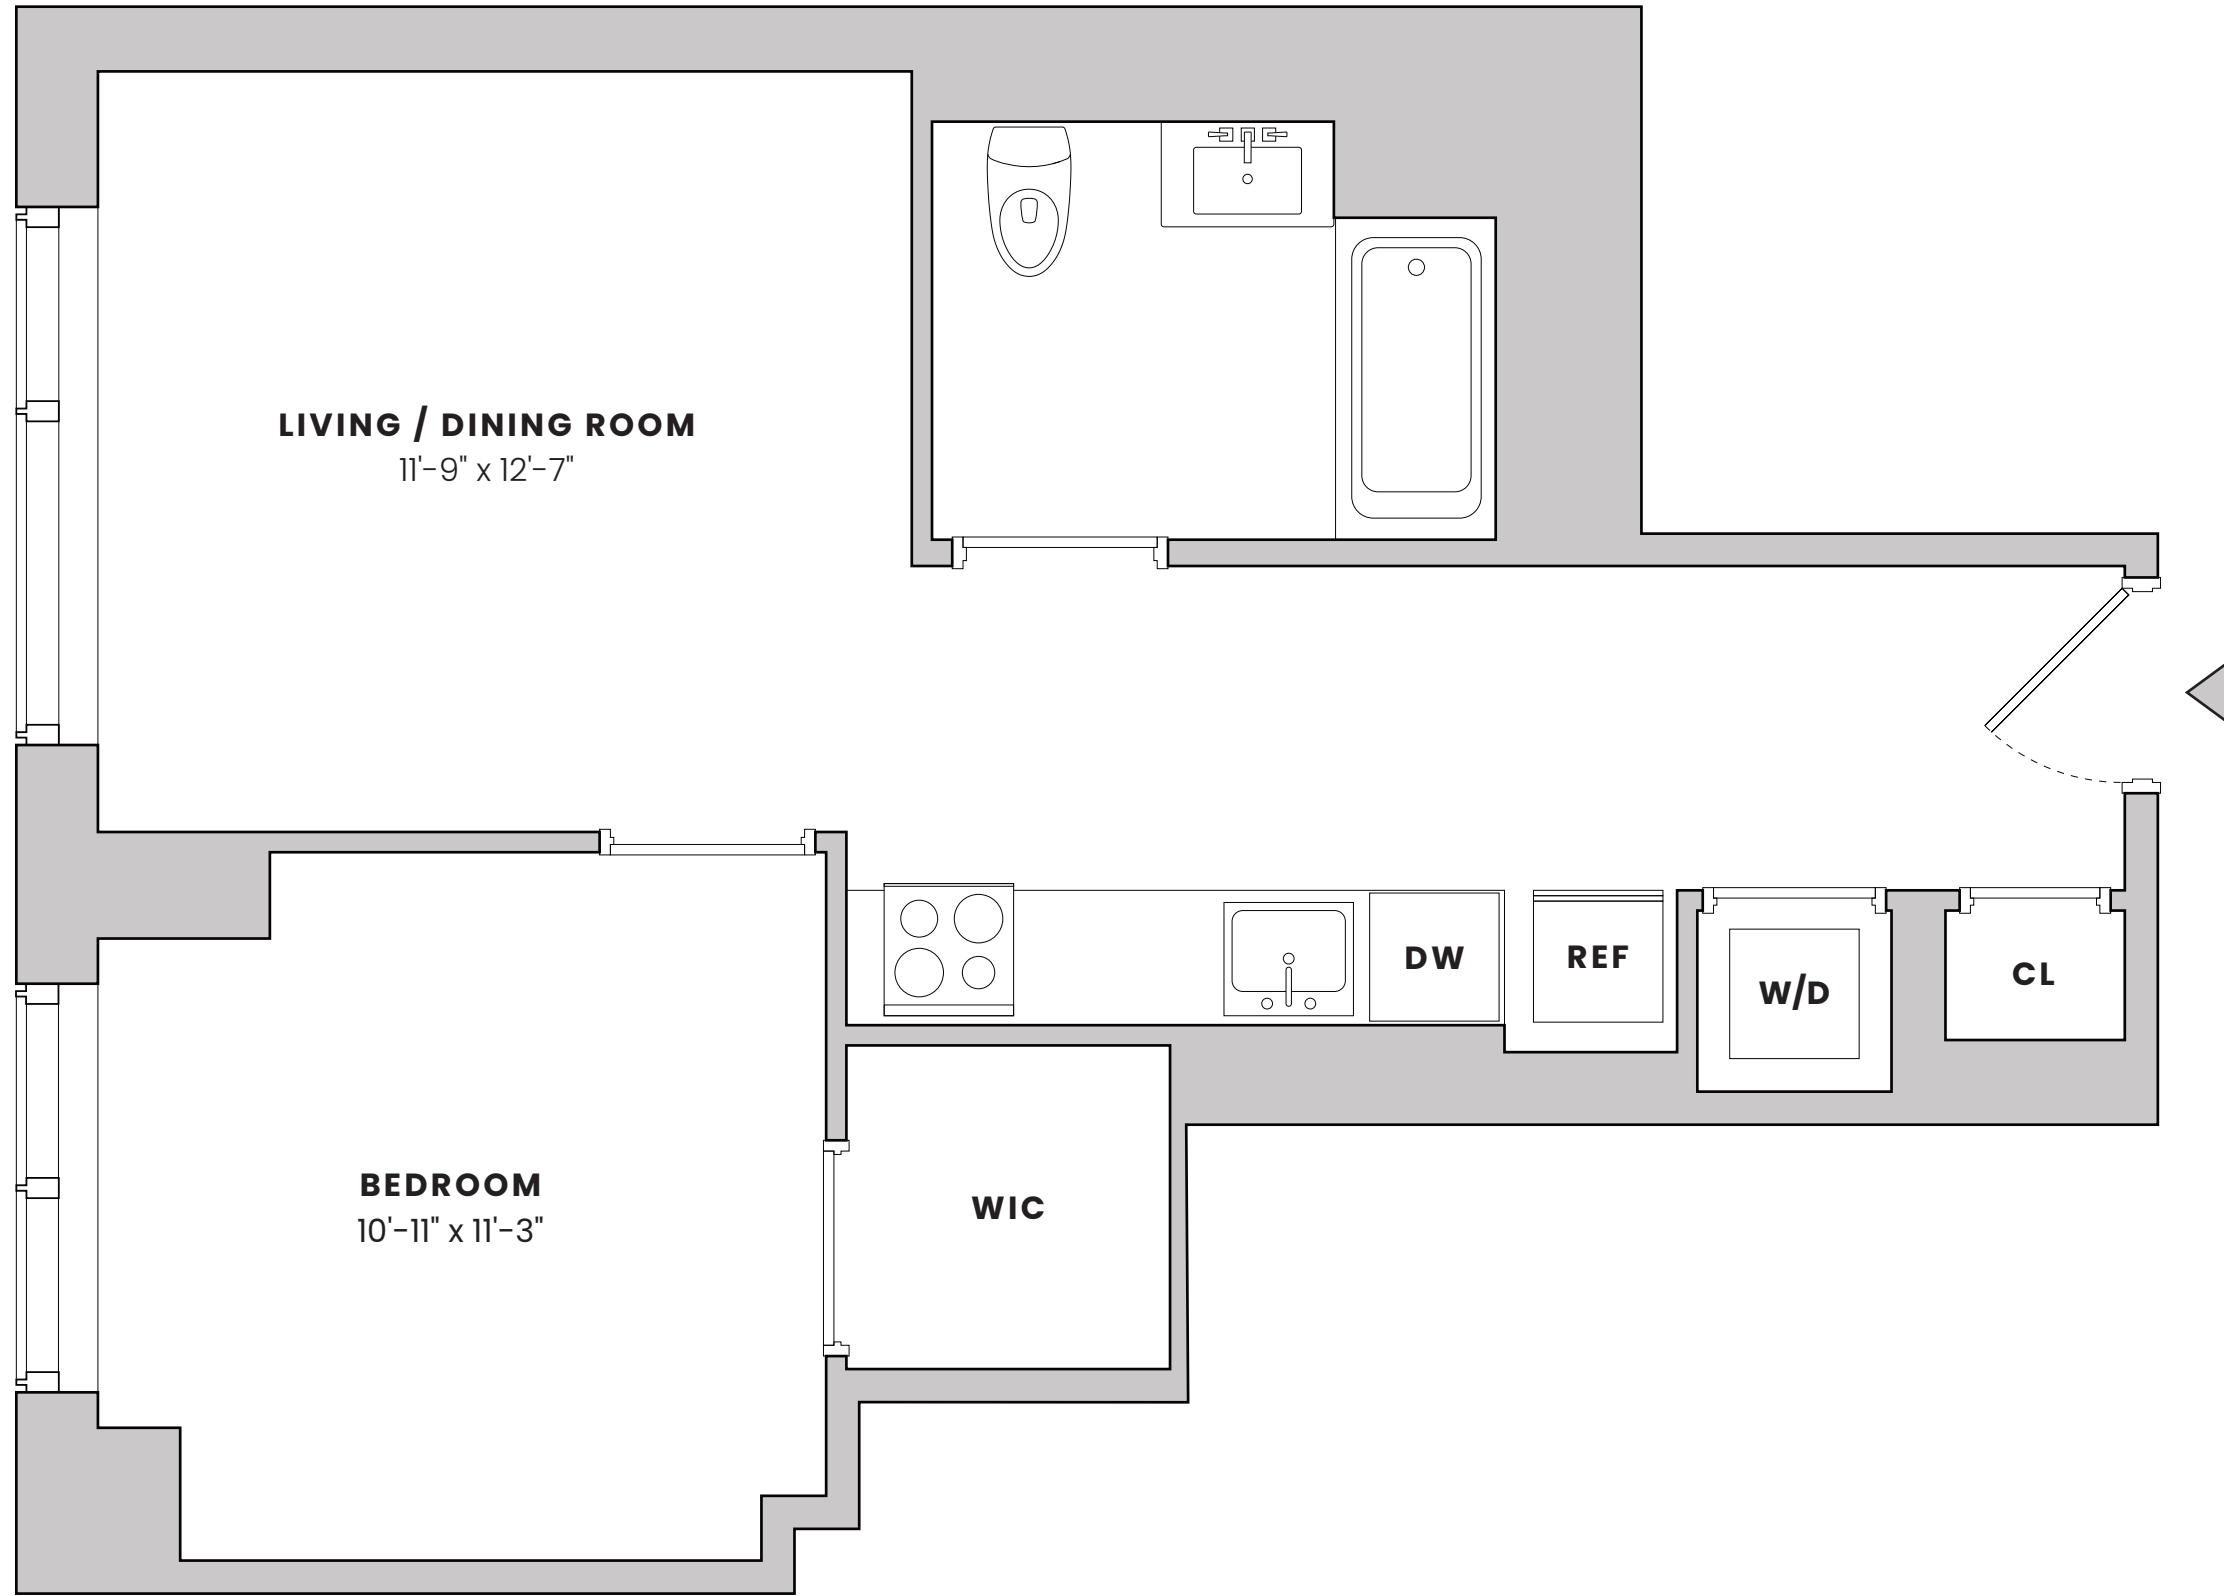 LIVING / DINING ROOM
11'-9" x 12'-7"
DW
REF
W/D
CL
BEDROOM
10'-11" x 11'-3"
WIC